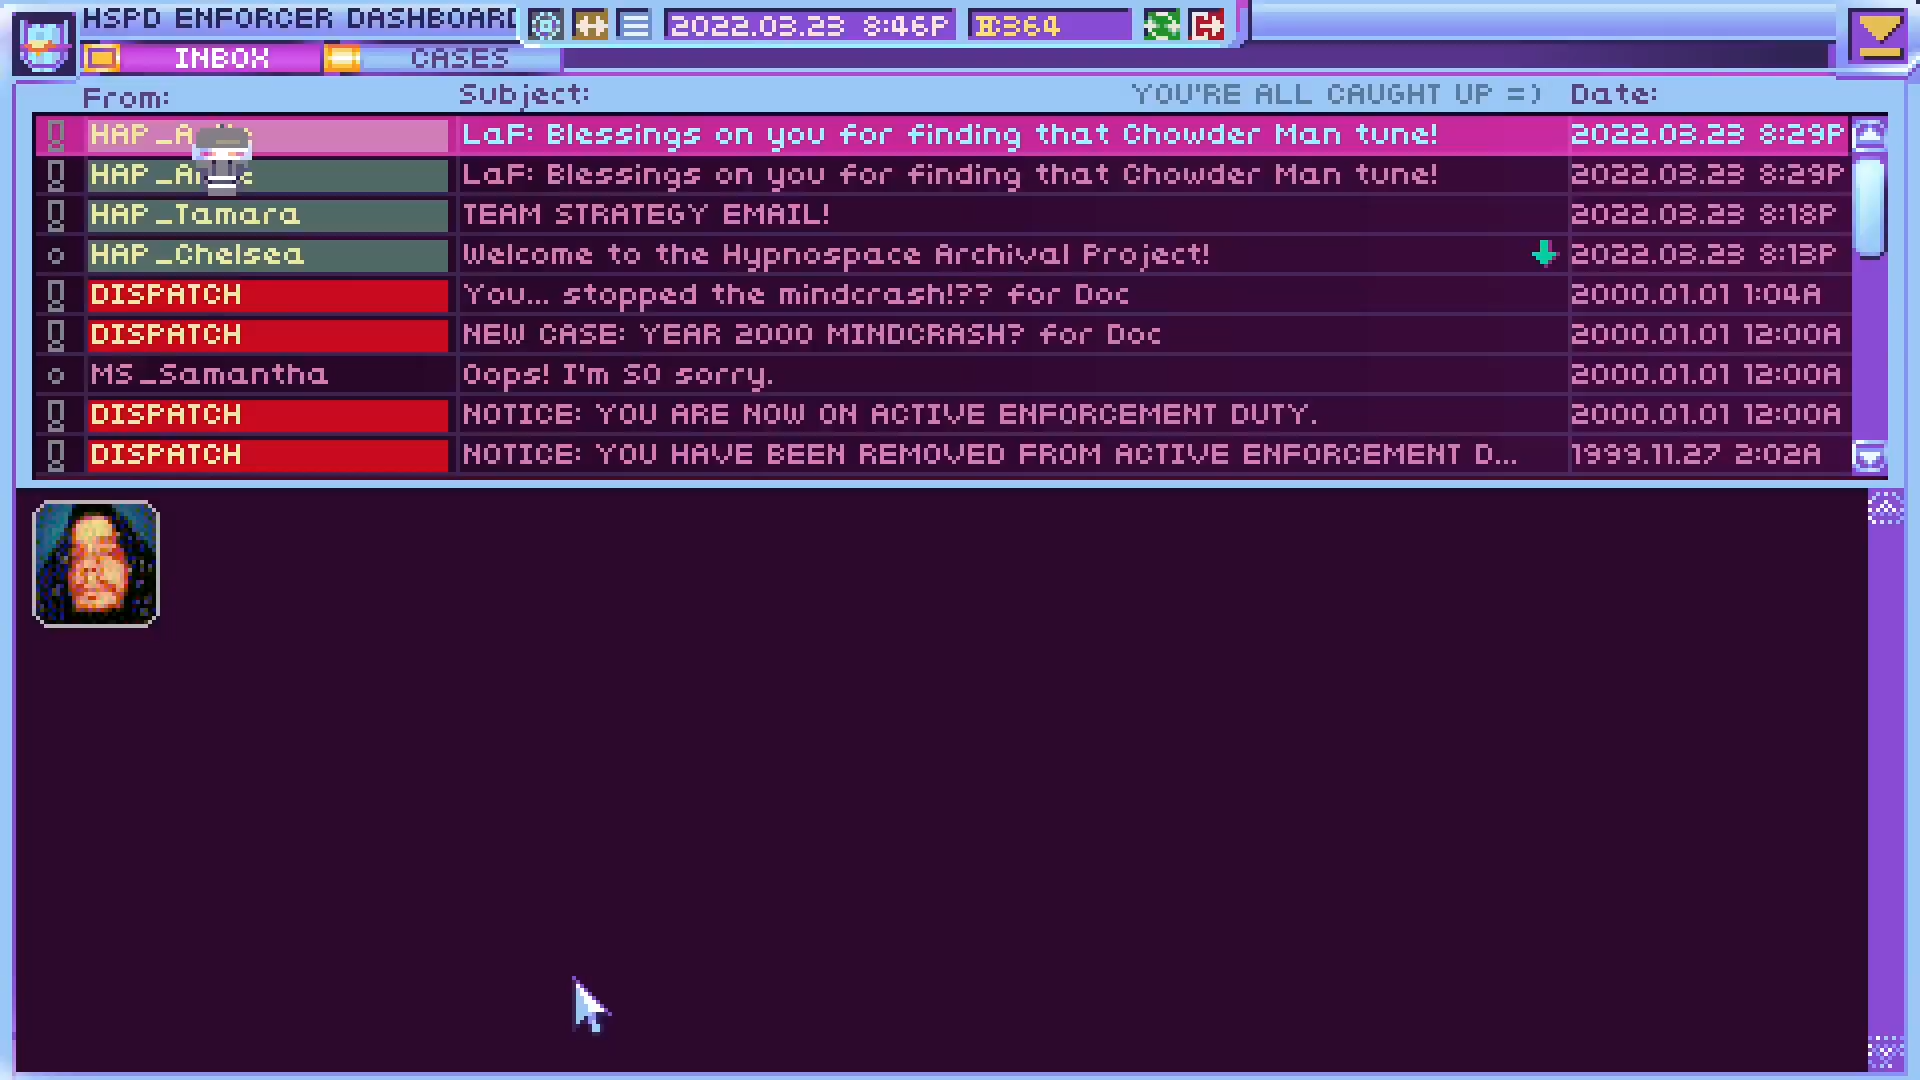 HSPD ENFORCER DASHBOARD
2022.03.23 8:46P
364
INBOX
CASES
From:
Subject:
YOU'RE ALL CAUGHT UP =)
Date:
LaF: Blessings on you for finding that Chowder Man tune!
2022.03.23 8:29P
LaF: Blessings on you for finding that Chowder Man tune!
2022.03.23 8:29P
HAP_Tamara
TEAM STRATEGY EMAIL!
2022.03.23 8:18P
HAP_Chelsea
Welcome to the Hypnospace Archival Project!
2022.03.23 8:13P
DISPATCH
You... stopped the mindcrash!?? for Doc
2000.01.01 1:04A
DISPATCH
NEW CASE: YEAR 2000 MINDCRASH? for Doc
2000.01.01 12:00A
MS_Samantha
Oops! I'm SO sorry.
2000.01.01 12:00A
DISPATCH
NOTICE: YOU ARE NOW ON ACTIVE ENFORCEMENT DUTY.
2000.01.01 12:00A
DISPATCH
NOTICE: YOU HAVE BEEN REMOVED FROM ACTIVE ENFORCEMENT D...
1999.11.27 2:02A